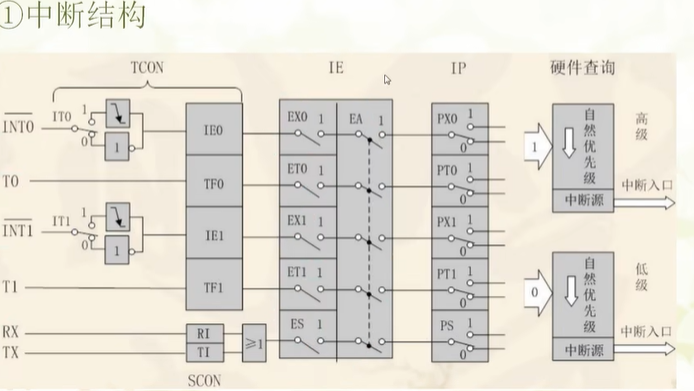 ①中断结构
TCON IE IP 硬件查询
INT0 IT0 1 0 1 IE0 EX0 1 EA 1 PX0 1 0
T0 TF0 ET0 1 PT0 1 0
INT1 IT1 1 0 1 IE1 EX1 1 PX1 1 0
T1 TF1 ET1 1 PT1 1 0
RX RI
TX TI ≥1 ES 1 PS 1 0
SCON
1 自然优先级 高级
中断源 中断入口
0 自然优先级 低级
中断源 中断入口